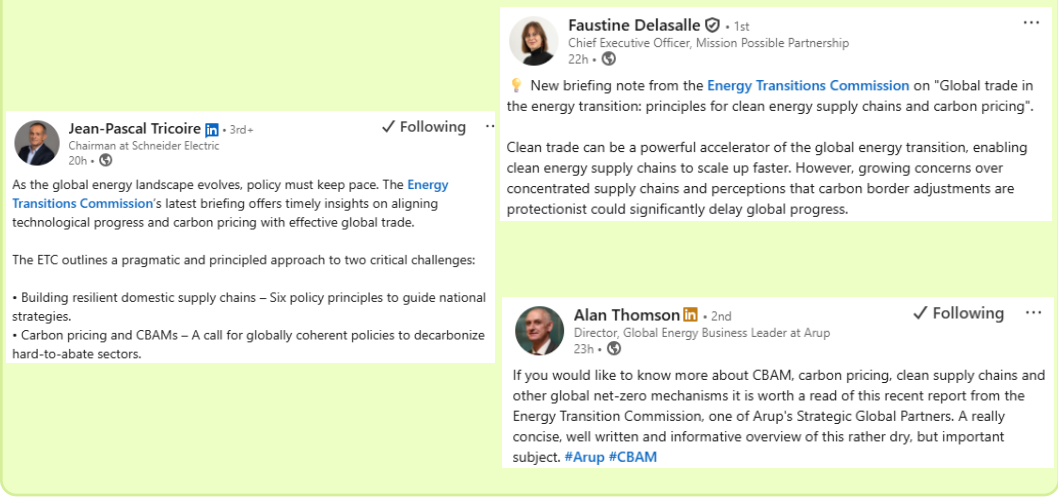 Jean-Pascal Tricoire in • 3rd+
✓ Following ··
Chairman at Schneider Electric
20h •
As the global energy landscape evolves, policy must keep pace. The Energy
Transitions Commission's latest briefing offers timely insights on aligning
technological progress and carbon pricing with effective global trade.
The ETC outlines a pragmatic and principled approach to two critical challenges:
• Building resilient domestic supply chains – Six policy principles to guide national
strategies.
• Carbon pricing and CBAMs – A call for globally coherent policies to decarbonize
hard-to-abate sectors.
Faustine Delasalle • 1st
···
Chief Executive Officer, Mission Possible Partnership
22h •
💡 New briefing note from the Energy Transitions Commission on "Global trade in
the energy transition: principles for clean energy supply chains and carbon pricing".
Clean trade can be a powerful accelerator of the global energy transition, enabling
clean energy supply chains to scale up faster. However, growing concerns over
concentrated supply chains and perceptions that carbon border adjustments are
protectionist could significantly delay global progress.
Alan Thomson in • 2nd
✓ Following ···
Director, Global Energy Business Leader at Arup
23h •
If you would like to know more about CBAM, carbon pricing, clean supply chains and
other global net-zero mechanisms it is worth a read of this recent report from the
Energy Transition Commission, one of Arup's Strategic Global Partners. A really
concise, well written and informative overview of this rather dry, but important
subject. #Arup #CBAM